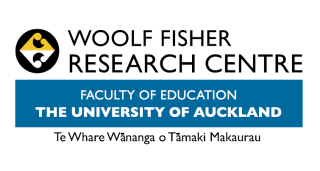 WOOLF FISHER
RESEARCH CENTRE
FACULTY OF EDUCATION
THE UNIVERSITY OF AUCKLAND
Te Whare Wānanga o Tāmaki Makaurau